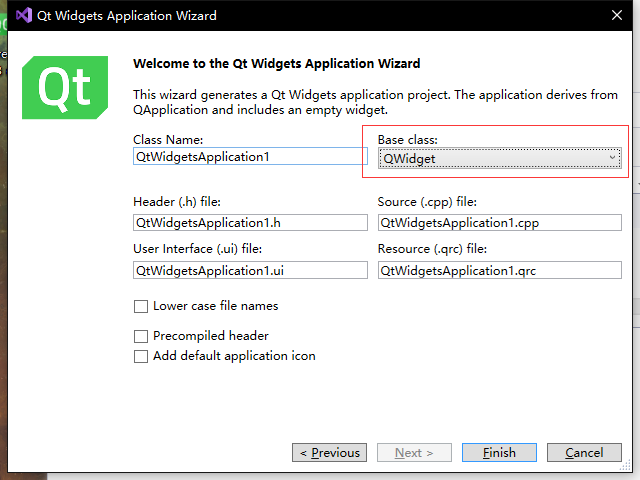 Qt Widgets Application Wizard
Qt
Welcome to the Qt Widgets Application Wizard
This wizard generates a Qt Widgets application project. The application derives from
QApplication and includes an empty widget.
Class Name:
Base class:
QtWidgetsApplication1
QWidget
Header (.h) file:
Source (.cpp) file:
QtWidgetsApplication1.h
QtWidgetsApplication1.cpp
User Interface (.ui) file:
Resource (.qrc) file:
QtWidgetsApplication1.ui
QtWidgetsApplication1.qrc
Lower case file names
Precompiled header
Add default application icon
< Previous
Next >
Finish
Cancel